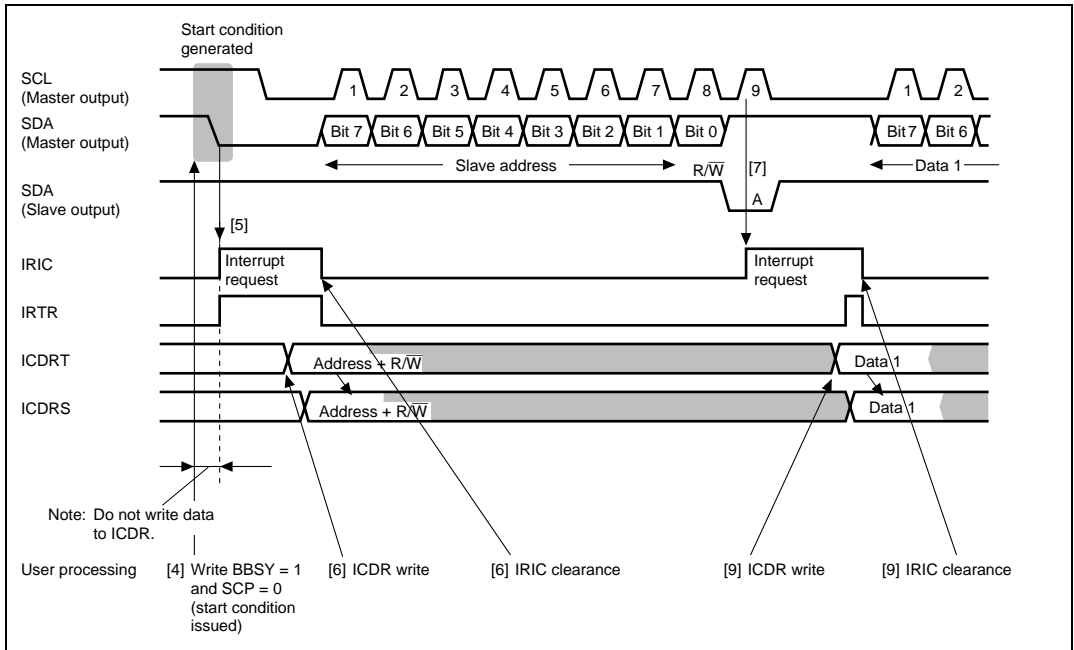 Start condition
generated
SCL
(Master output)
1 2 3 4 5 6 7 8 9 1 2
SDA
(Master output)
Bit 7 Bit 6 Bit 5 Bit 4 Bit 3 Bit 2 Bit 1 Bit 0 Bit 7 Bit 6
Slave address
R/W̅
[7]
Data 1
SDA
(Slave output)
A
[5]
IRIC
Interrupt
request
Interrupt
request
IRTR
ICDRT
Address + R/W̅
Data 1
ICDRS
Address + R/W̅
Data 1
Note: Do not write data
to ICDR.
User processing
[4] Write BBSY = 1
and SCP = 0
(start condition
issued)
[6] ICDR write
[6] IRIC clearance
[9] ICDR write
[9] IRIC clearance